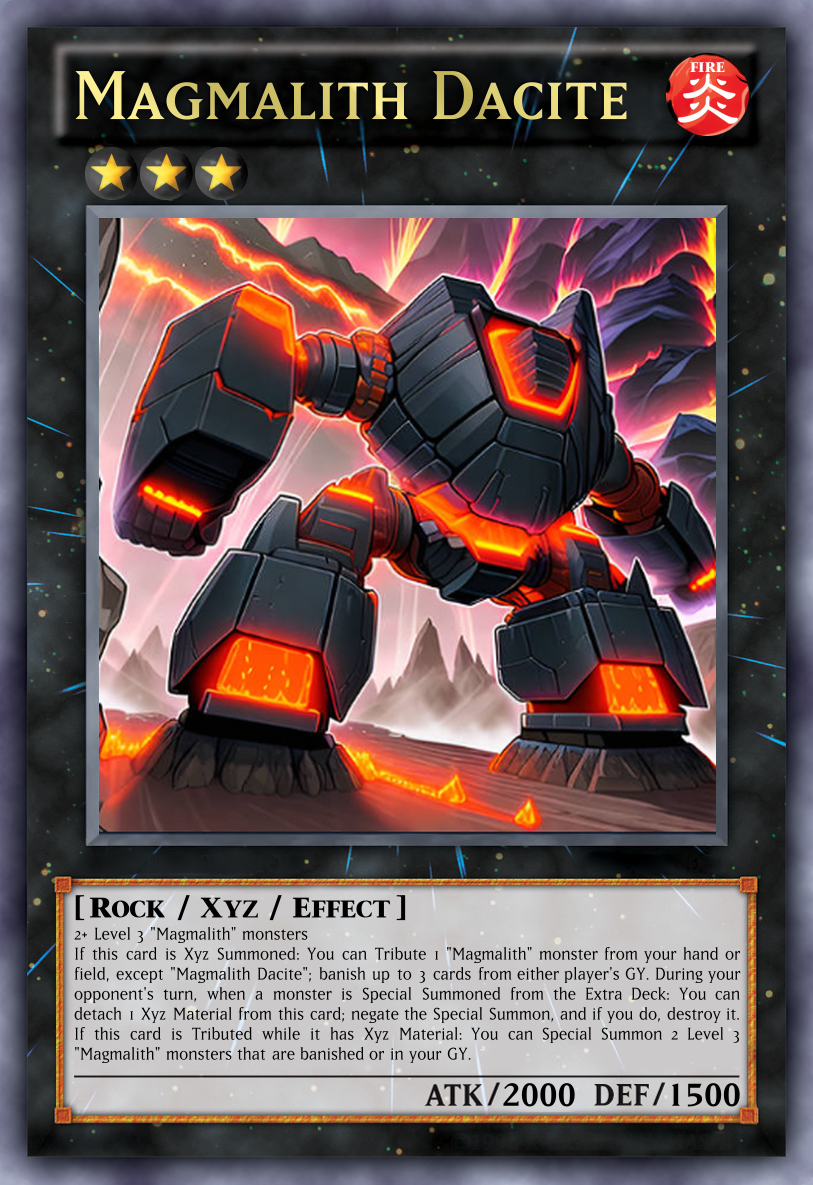 Magmalith Dacite
FIRE
炎
[ Rock / Xyz / Effect ]
2+ Level 3 "Magmalith" monsters
If this card is Xyz Summoned: You can Tribute 1 "Magmalith" monster from your hand or
field, except "Magmalith Dacite"; banish up to 3 cards from either player's GY. During your
opponent's turn, when a monster is Special Summoned from the Extra Deck: You can
detach 1 Xyz Material from this card; negate the Special Summon, and if you do, destroy it.
If this card is Tributed while it has Xyz Material: You can Special Summon 2 Level 3
"Magmalith" monsters that are banished or in your GY.
ATK/2000 DEF/1500